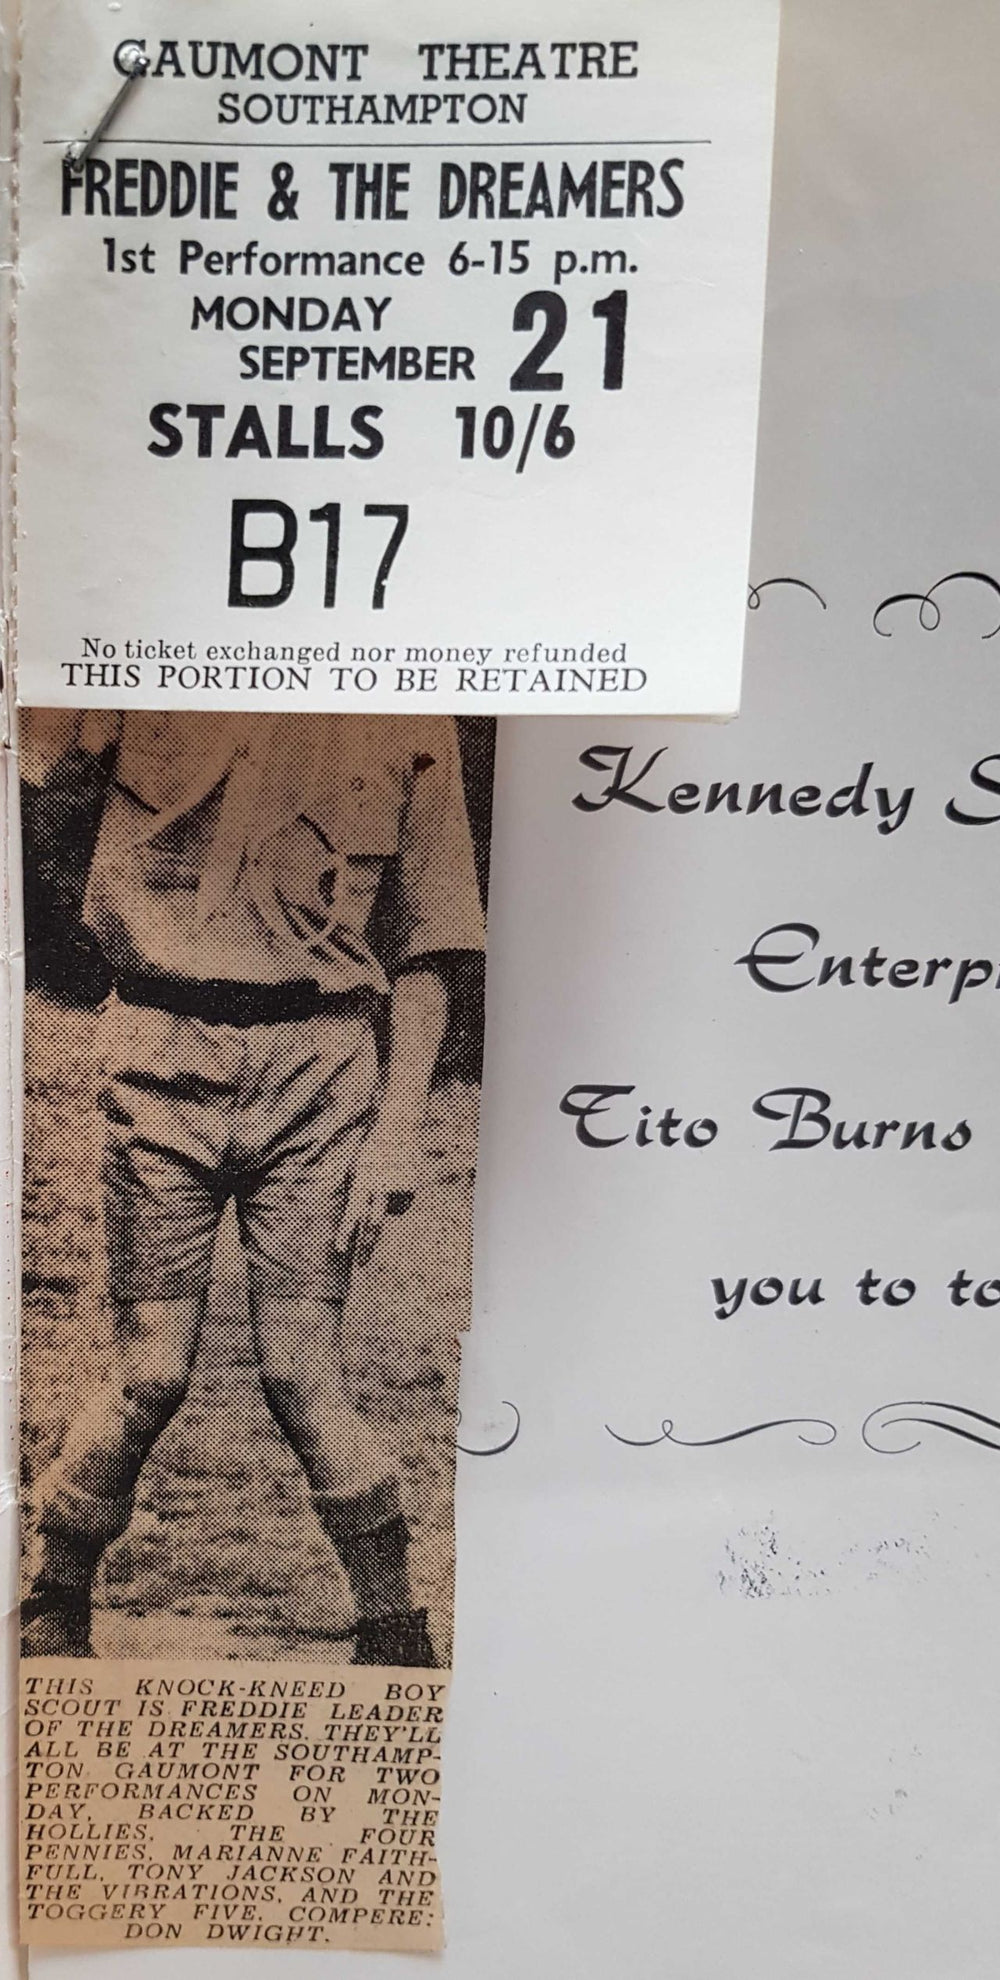 GAUMONT THEATRE
SOUTHAMPTON
FREDDIE & THE DREAMERS
1st Performance 6-15 p.m.
MONDAY
SEPTEMBER 21
STALLS 10/6
B17
No ticket exchanged nor money refunded
THIS PORTION TO BE RETAINED
Kennedy S
Enterp
Tito Burns
you to to
THIS KNOCK-KNEED BOY
SCOUT IS FREDDIE LEADER
OF THE DREAMERS. THEY'LL
ALL BE AT THE SOUTHAMP-
TON GAUMONT FOR TWO
PERFORMANCES ON MON-
DAY, BACKED BY THE
HOLLIES, THE FOUR
PENNIES, MARIANNE FAITH-
FULL, TONY JACKSON AND
THE VIBRATIONS, AND THE
TOGGERY FIVE. COMPERE:
DON DWIGHT.